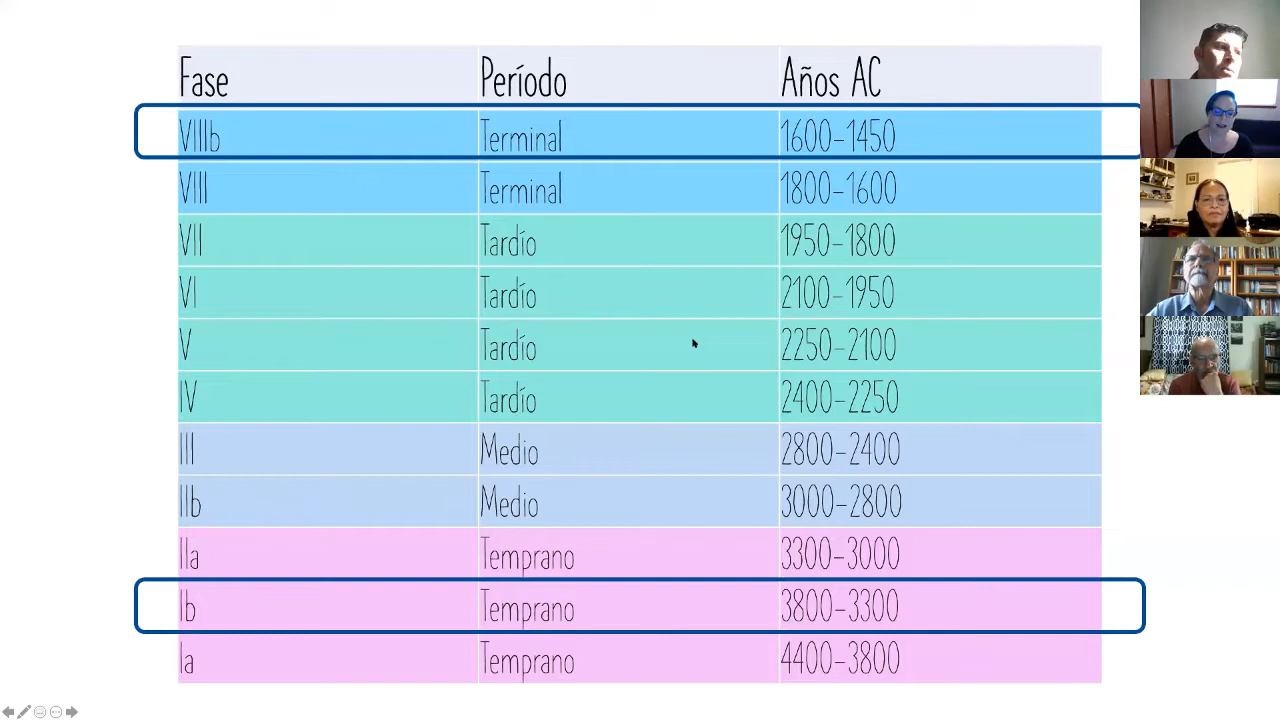 Fase Período Años AC
VIIIb Terminal 1600-1450
VIII Terminal 1800-1600
VII Tardío 1950-1800
VI Tardío 2100-1950
V Tardío 2250-2100
IV Tardío 2400-2250
III Medio 2800-2400
IIb Medio 3000-2800
IIa Temprano 3300-3000
Ib Temprano 3800-3300
Ia Temprano 4400-3800